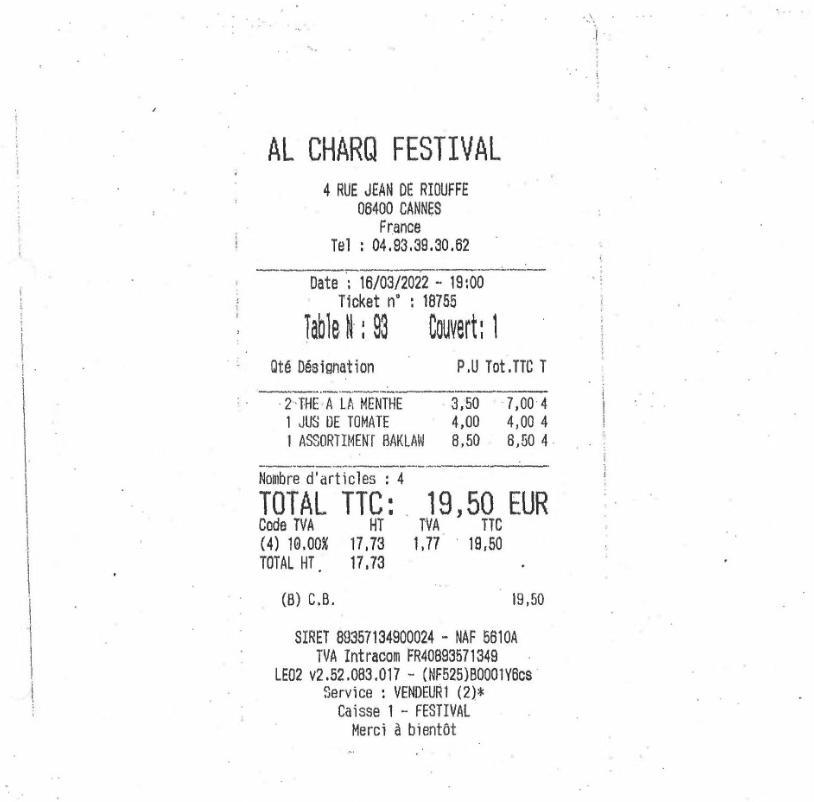 AL CHARQ FESTIVAL
4 RUE JEAN DE RIOUFFE
06400 CANNES
France
Tel : 04.93.39.30.62
Date : 16/03/2022 - 19:00
Ticket n° : 18755
Table N : 93 Couvert: 1
Qté Désignation P.U Tot.TTC T
2 THE A LA MENTHE 3,50 7,00 4
1 JUS DE TOMATE 4,00 4,00 4
1 ASSORTIMENT BAKLAW 8,50 8,50 4
Nombre d'articles : 4
TOTAL TTC: 19,50 EUR
Code TVA HT TVA TTC
(4) 10.00% 17,73 1,77 19,50
TOTAL HT 17,73
(B) C.B. 19,50
SIRET 89357134900024 - NAF 5610A
TVA Intracom FR40893571349
LEO2 v2.52.083.017 - (NF525)B0001Y6cs
Service : VENDEUR1 (2)*
Caisse 1 - FESTIVAL
Merci à bientôt